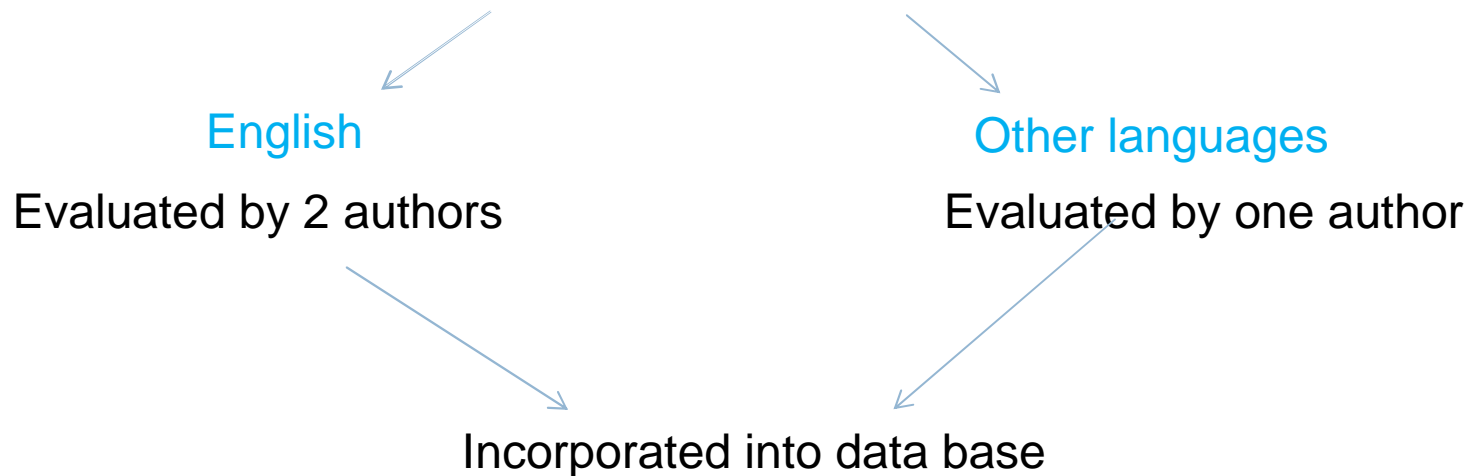 English
Other languages
Evaluated by 2 authors
Evaluated by one author
Incorporated into data base